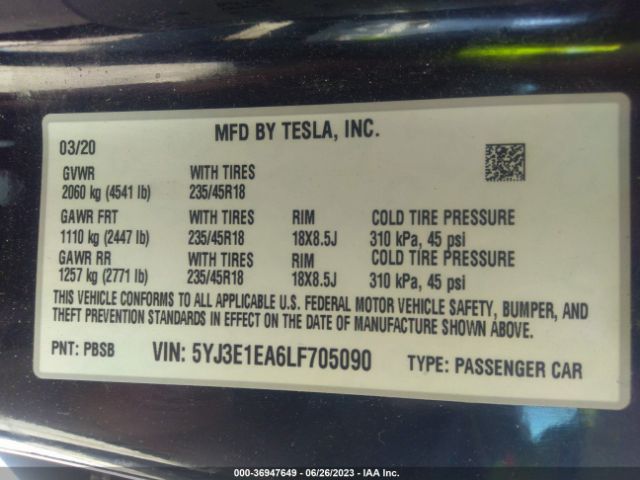 MFD BY TESLA, INC.
03/20
GVWR WITH TIRES
2060 kg (4541 lb) 235/45R18
GAWR FRT WITH TIRES RIM COLD TIRE PRESSURE
1110 kg (2447 lb) 235/45R18 18X8.5J 310 kPa, 45 psi
GAWR RR WITH TIRES RIM COLD TIRE PRESSURE
1257 kg (2771 lb) 235/45R18 18X8.5J 310 kPa, 45 psi
THIS VEHICLE CONFORMS TO ALL APPLICABLE U.S. FEDERAL MOTOR VEHICLE SAFETY, BUMPER, AND
THEFT PREVENTION STANDARDS IN EFFECT ON THE DATE OF MANUFACTURE SHOWN ABOVE.
PNT: PBSB VIN: 5YJ3E1EA6LF705090 TYPE: PASSENGER CAR
000-36947649 - 06/26/2023 - IAA Inc.